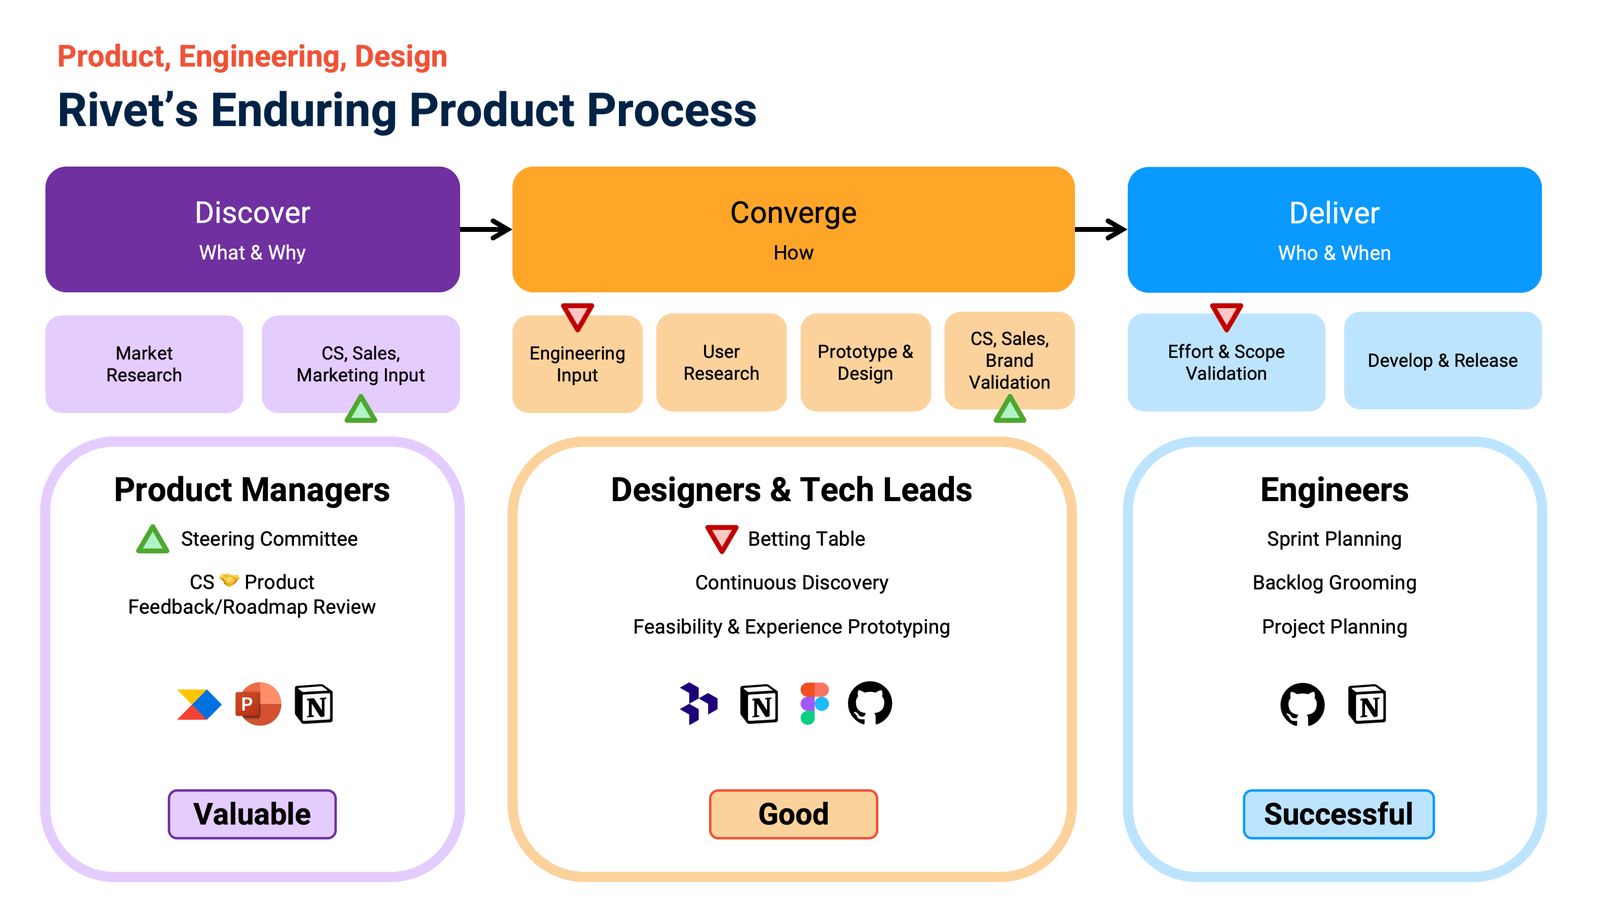 Product, Engineering, Design
Rivet’s Enduring Product Process
Discover
What & Why
Converge
How
Deliver
Who & When
Market
Research
CS, Sales,
Marketing Input
Engineering
Input
User
Research
Prototype &
Design
CS, Sales,
Brand
Validation
Effort & Scope
Validation
Develop & Release
Product Managers
Steering Committee
CS 🤝 Product
Feedback/Roadmap Review
P
N
Valuable
Designers & Tech Leads
Betting Table
Continuous Discovery
Feasibility & Experience Prototyping
N
Good
Engineers
Sprint Planning
Backlog Grooming
Project Planning
N
Successful